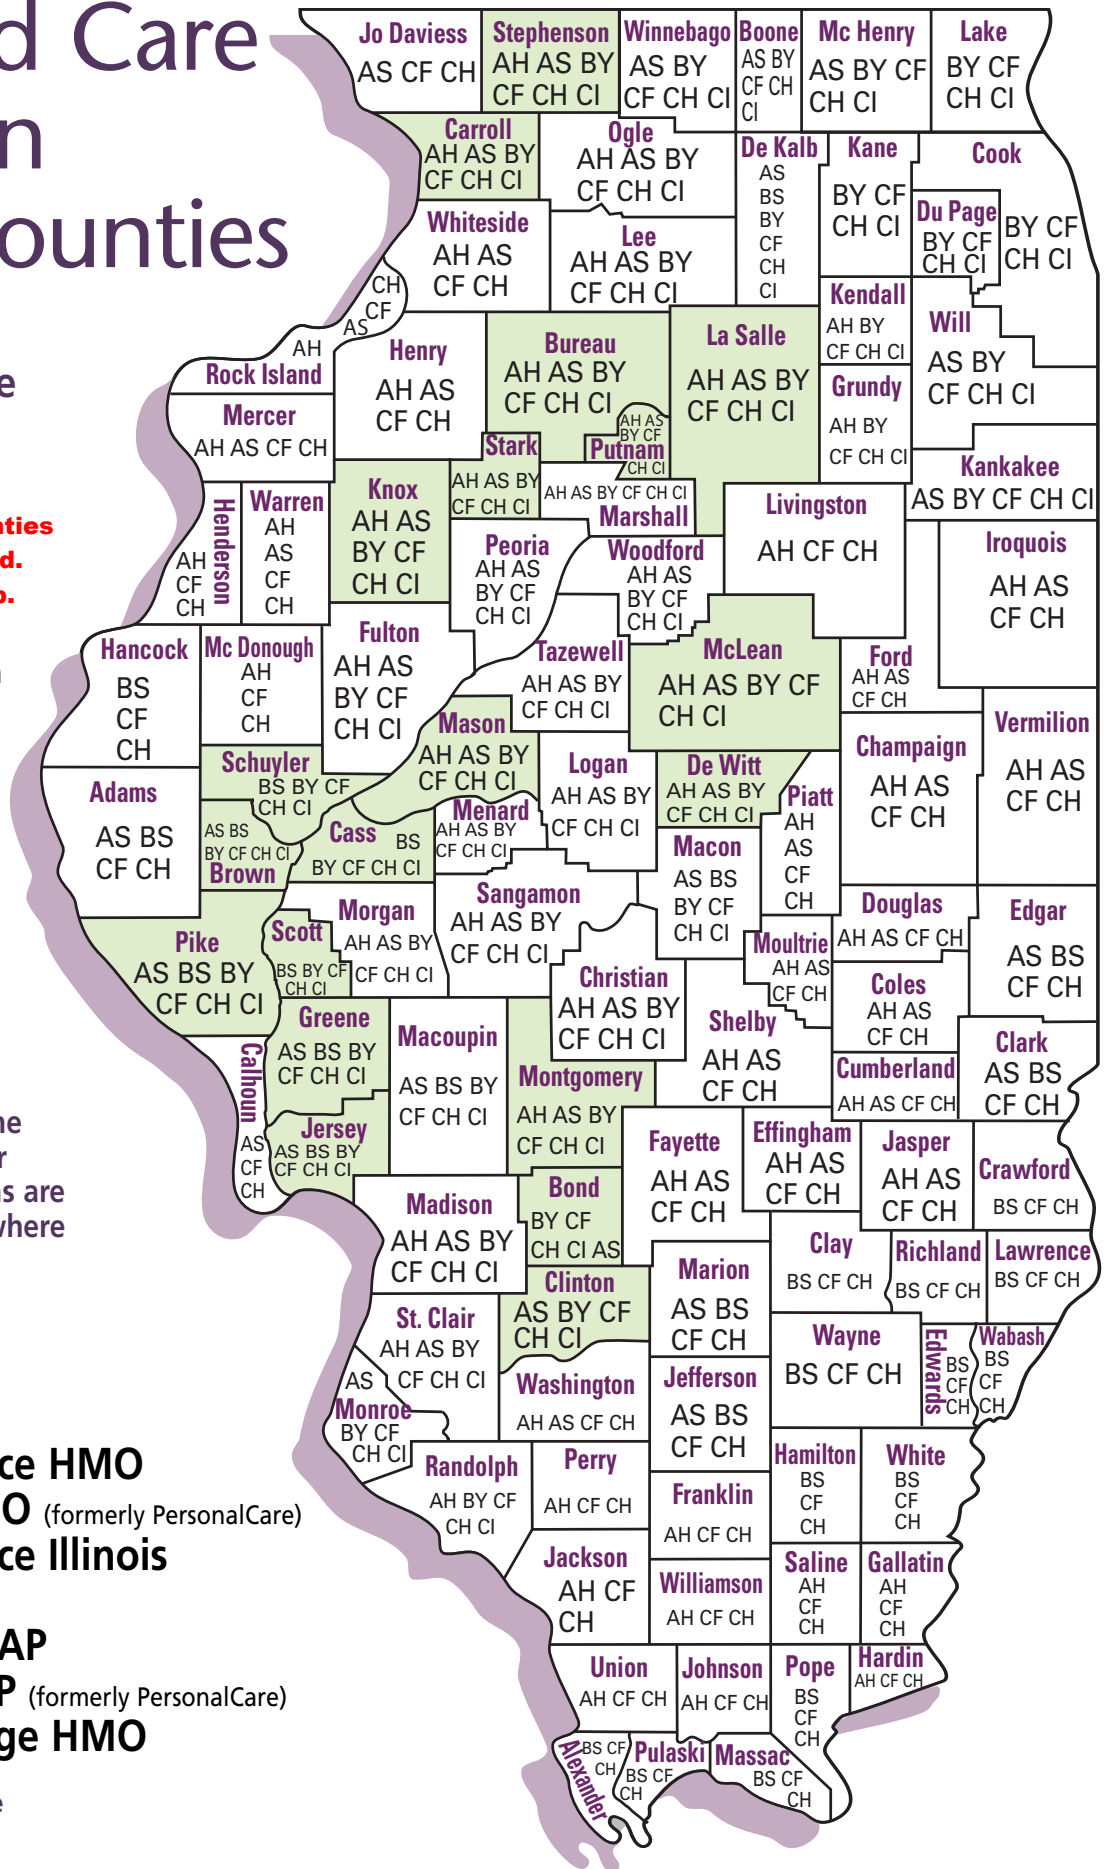 d Care
n
ounties
e
nties
d.
o.
he
r
ns are
where
ce HMO
O (formerly PersonalCare)
ce Illinois
AP
P (formerly PersonalCare)
ge HMO
e
Jo Daviess
AS CF CH
Stephenson
AH AS BY
CF CH CI
Winnebago
AS BY
CF CH CI
Boone
AS BY
CF CH
CI
Mc Henry
AS BY CF
CH CI
Lake
BY CF
CH CI
Carroll
AH AS BY
CF CH CI
Ogle
AH AS BY
CF CH CI
De Kalb
AS
BS
BY
CF
CH
CI
Kane
BY CF
CH CI
Cook
BY CF
CH CI
Du Page
BY CF
CH CI
Whiteside
AH AS
CF CH
Lee
AH AS BY
CF CH CI
Kendall
AH BY
CF CH CI
Will
AS BY
CF CH CI
CH
CF
AS
AH
Rock Island
Henry
AH AS
CF CH
Bureau
AH AS BY
CF CH CI
La Salle
AH AS BY
CF CH CI
Grundy
AH BY
CF CH CI
Mercer
AH AS CF CH
AH AS
BY CF
Putnam
CH CI
Stark
AH AS BY
CF CH CI
AH AS BY CF CH CI
Marshall
Kankakee
AS BY CF CH CI
Henderson
AH
CF
CH
Warren
AH
AS
CF
CH
Knox
AH AS
BY CF
CH CI
Livingston
AH CF CH
Peoria
AH AS
BY CF
CH CI
Woodford
AH AS
BY CF
CH CI
Iroquois
AH AS
CF CH
Hancock
BS
CF
CH
Mc Donough
AH
CF
CH
Fulton
AH AS
BY CF
CH CI
Tazewell
AH AS BY
CF CH CI
McLean
AH AS BY CF
CH CI
Ford
AH AS
CF CH
Vermilion
AH AS
CF CH
Mason
AH AS BY
CF CH CI
Champaign
AH AS
CF CH
Schuyler
BS BY CF
CH CI
Logan
AH AS BY
CF CH CI
De Witt
AH AS BY
CF CH CI
Piatt
AH
AS
CF
CH
Adams
AS BS
CF CH
AS BS
BY CF CH CI
Brown
Cass
BS
BY CF CH CI
Menard
AH AS BY
CF CH CI
Macon
AS BS
BY CF
CH CI
Sangamon
AH AS BY
CF CH CI
Morgan
AH AS BY
CF CH CI
Scott
BS BY CF
CH CI
Pike
AS BS BY
CF CH CI
Douglas
AH AS CF CH
Edgar
AS BS
CF CH
Moultrie
AH AS
CF CH
Christian
AH AS BY
CF CH CI
Coles
AH AS
CF CH
Greene
AS BS BY
CF CH CI
Macoupin
AS BS BY
CF CH CI
Shelby
AH AS
CF CH
Clark
AS BS
CF CH
Cumberland
AH AS CF CH
Calhoun
AS
CF
CH
Jersey
AS BS BY
CF CH CI
Montgomery
AH AS BY
CF CH CI
Fayette
AH AS
CF CH
Effingham
AH AS
CF CH
Jasper
AH AS
CF CH
Crawford
BS CF CH
Madison
AH AS BY
CF CH CI
Bond
BY CF
CH CI AS
Clay
BS CF CH
Richland
BS CF CH
Lawrence
BS CF CH
Clinton
AS BY CF
CH CI
Marion
AS BS
CF CH
St. Clair
AH AS BY
CF CH CI
Wayne
BS CF CH
Edwards
BS
CF
CH
Wabash
BS
CF
CH
AS
Monroe
BY CF
CH CI
Washington
AH AS CF CH
Jefferson
AS BS
CF CH
Randolph
AH BY CF
CH CI
Perry
AH CF CH
Hamilton
BS
CF
CH
White
BS
CF
CH
Franklin
AH CF CH
Jackson
AH CF
CH
Williamson
AH CF CH
Saline
AH
CF
CH
Gallatin
AH
CF
CH
Union
AH CF CH
Johnson
AH CF CH
Pope
BS
CF
CH
Hardin
AH CF CH
Alexander
BS CF
CH
Pulaski
BS CF
CH
Massac
BS CF
CH